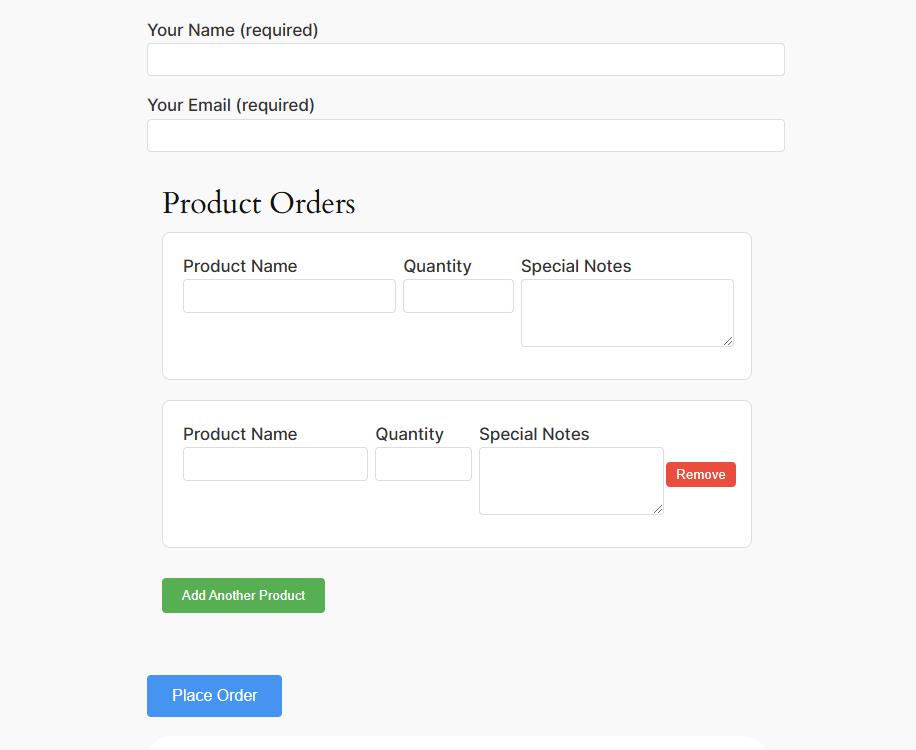 Your Name (required)
Your Email (required)
Product Orders
Product Name Quantity Special Notes
Product Name Quantity Special Notes
Remove
Add Another Product
Place Order